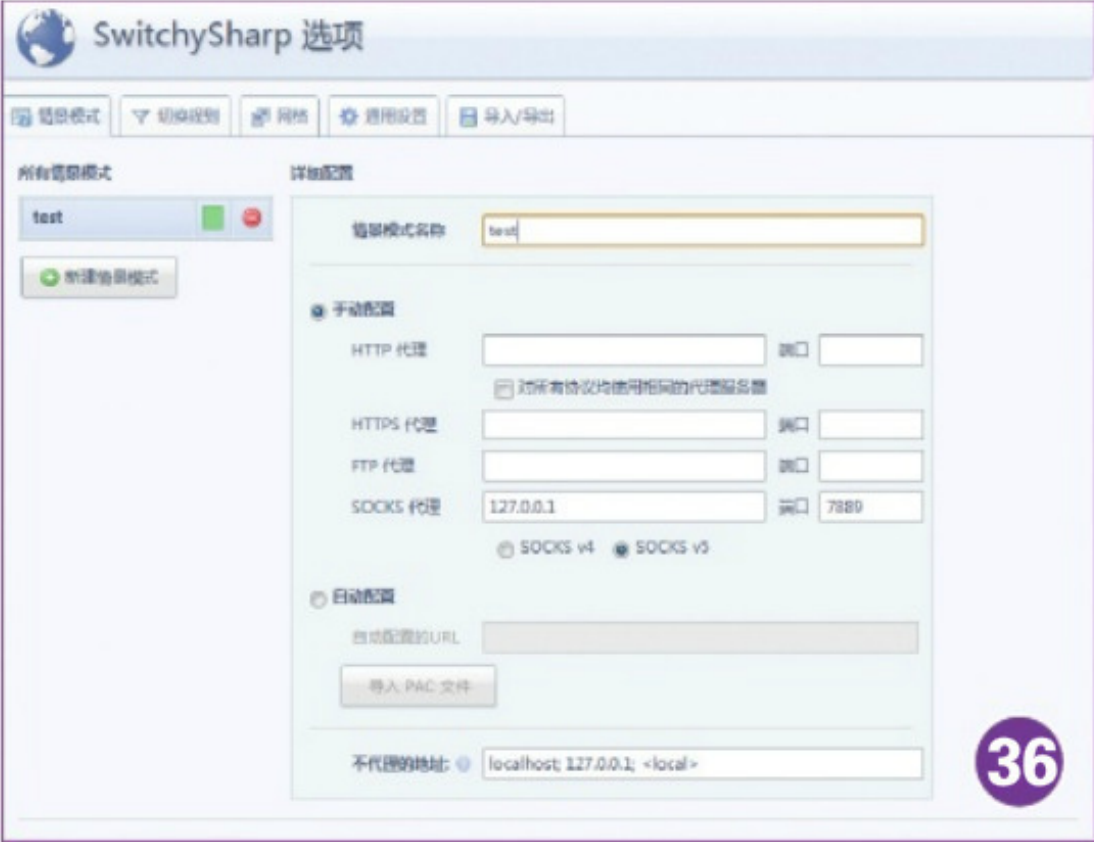 SwitchySharp 选项
情景模式 切换规则 网络 通用设置 导入/导出
所有情景模式
详细配置
test
新建情景模式
情景模式名称 test
手动配置
HTTP 代理 端口
对所有协议均使用相同的代理服务器
HTTPS 代理 端口
FTP 代理 端口
SOCKS 代理 127.0.0.1 端口 7889
SOCKS v4 SOCKS v5
自动配置
自动配置的URL
导入 PAC 文件
不代理的地址: localhost; 127.0.0.1; <local>
36